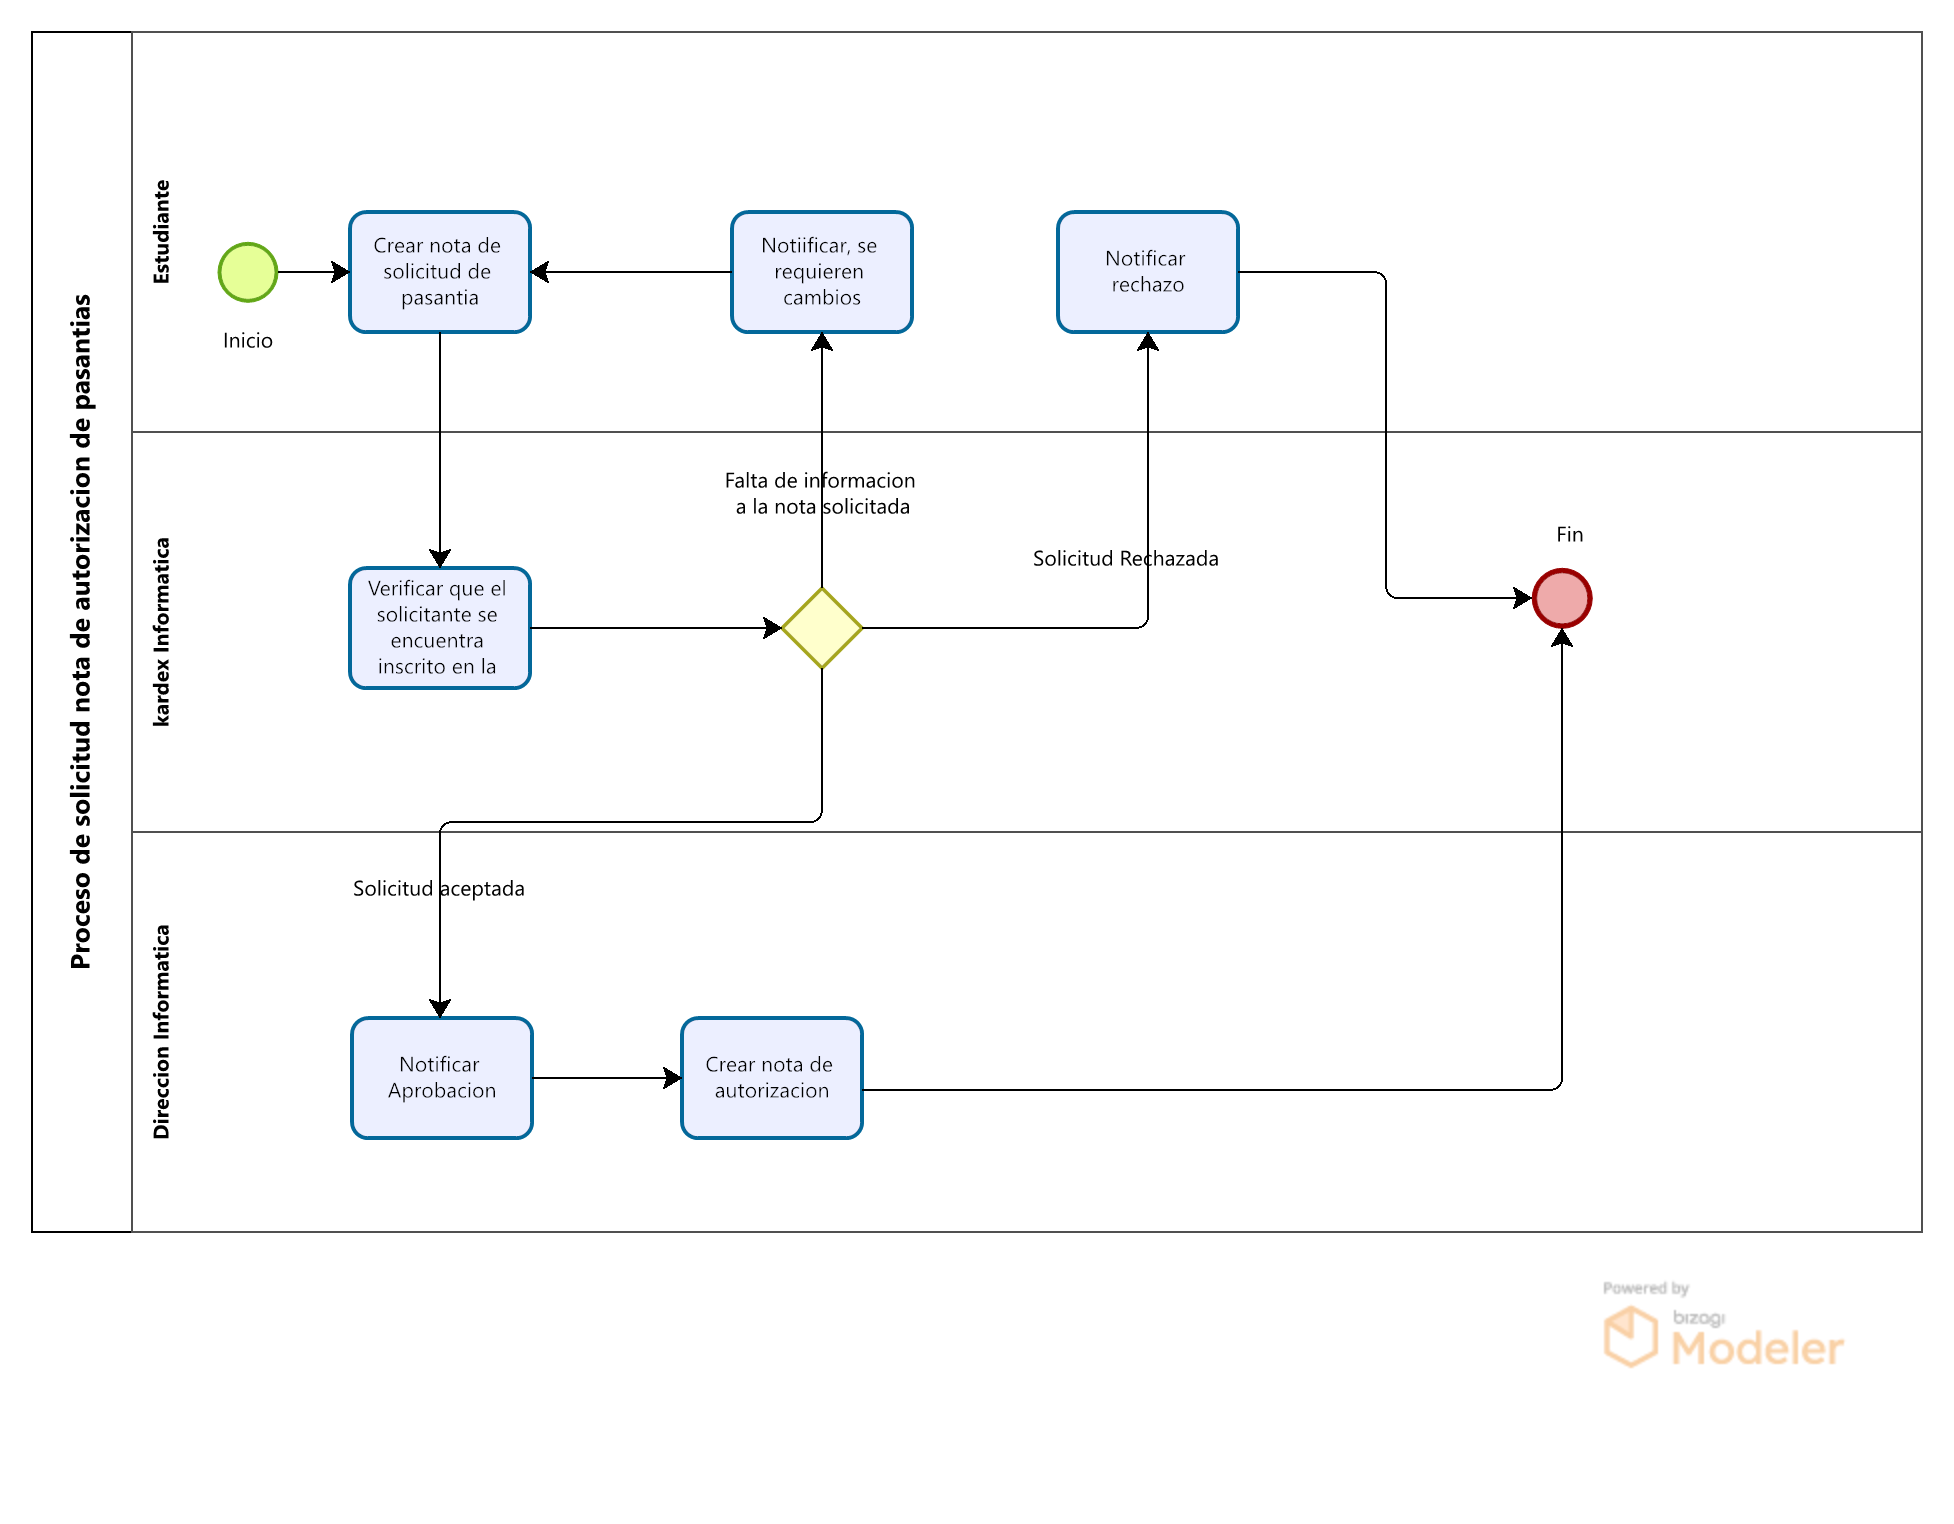 Proceso de solicitud nota de autorizacion de pasantias
Estudiante
Inicio
Crear nota de
solicitud de
pasantia
Notiificar, se
requieren
cambios
Notificar
rechazo
kardex Informatica
Falta de informacion
a la nota solicitada
Solicitud Rechazada
Fin
Verificar que el
solicitante se
encuentra
inscrito en la
Direccion Informatica
Solicitud aceptada
Notificar
Aprobacion
Crear nota de
autorizacion
Powered by
bizagi
Modeler